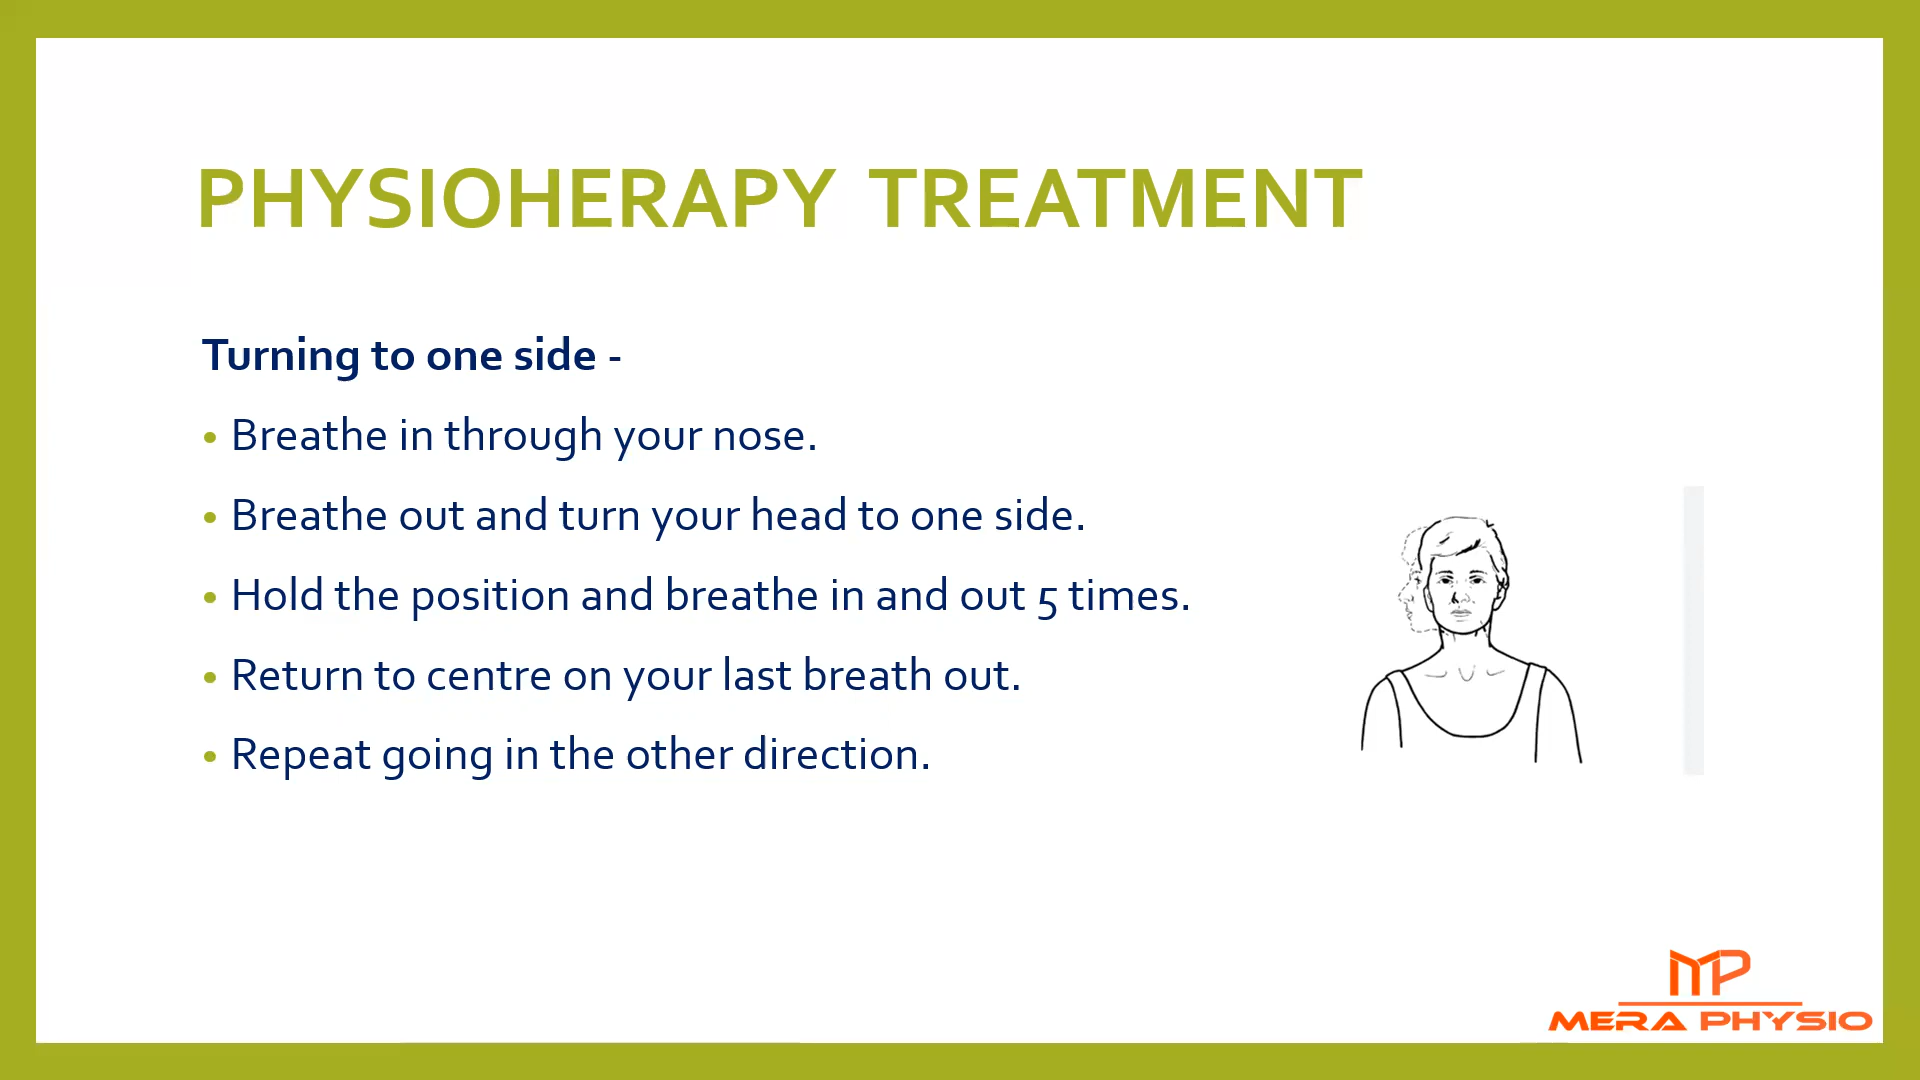 PHYSIOHERAPY TREATMENT
Turning to one side -
• Breathe in through your nose.
• Breathe out and turn your head to one side.
• Hold the position and breathe in and out 5 times.
• Return to centre on your last breath out.
• Repeat going in the other direction.
MP
MERA PHYSIO